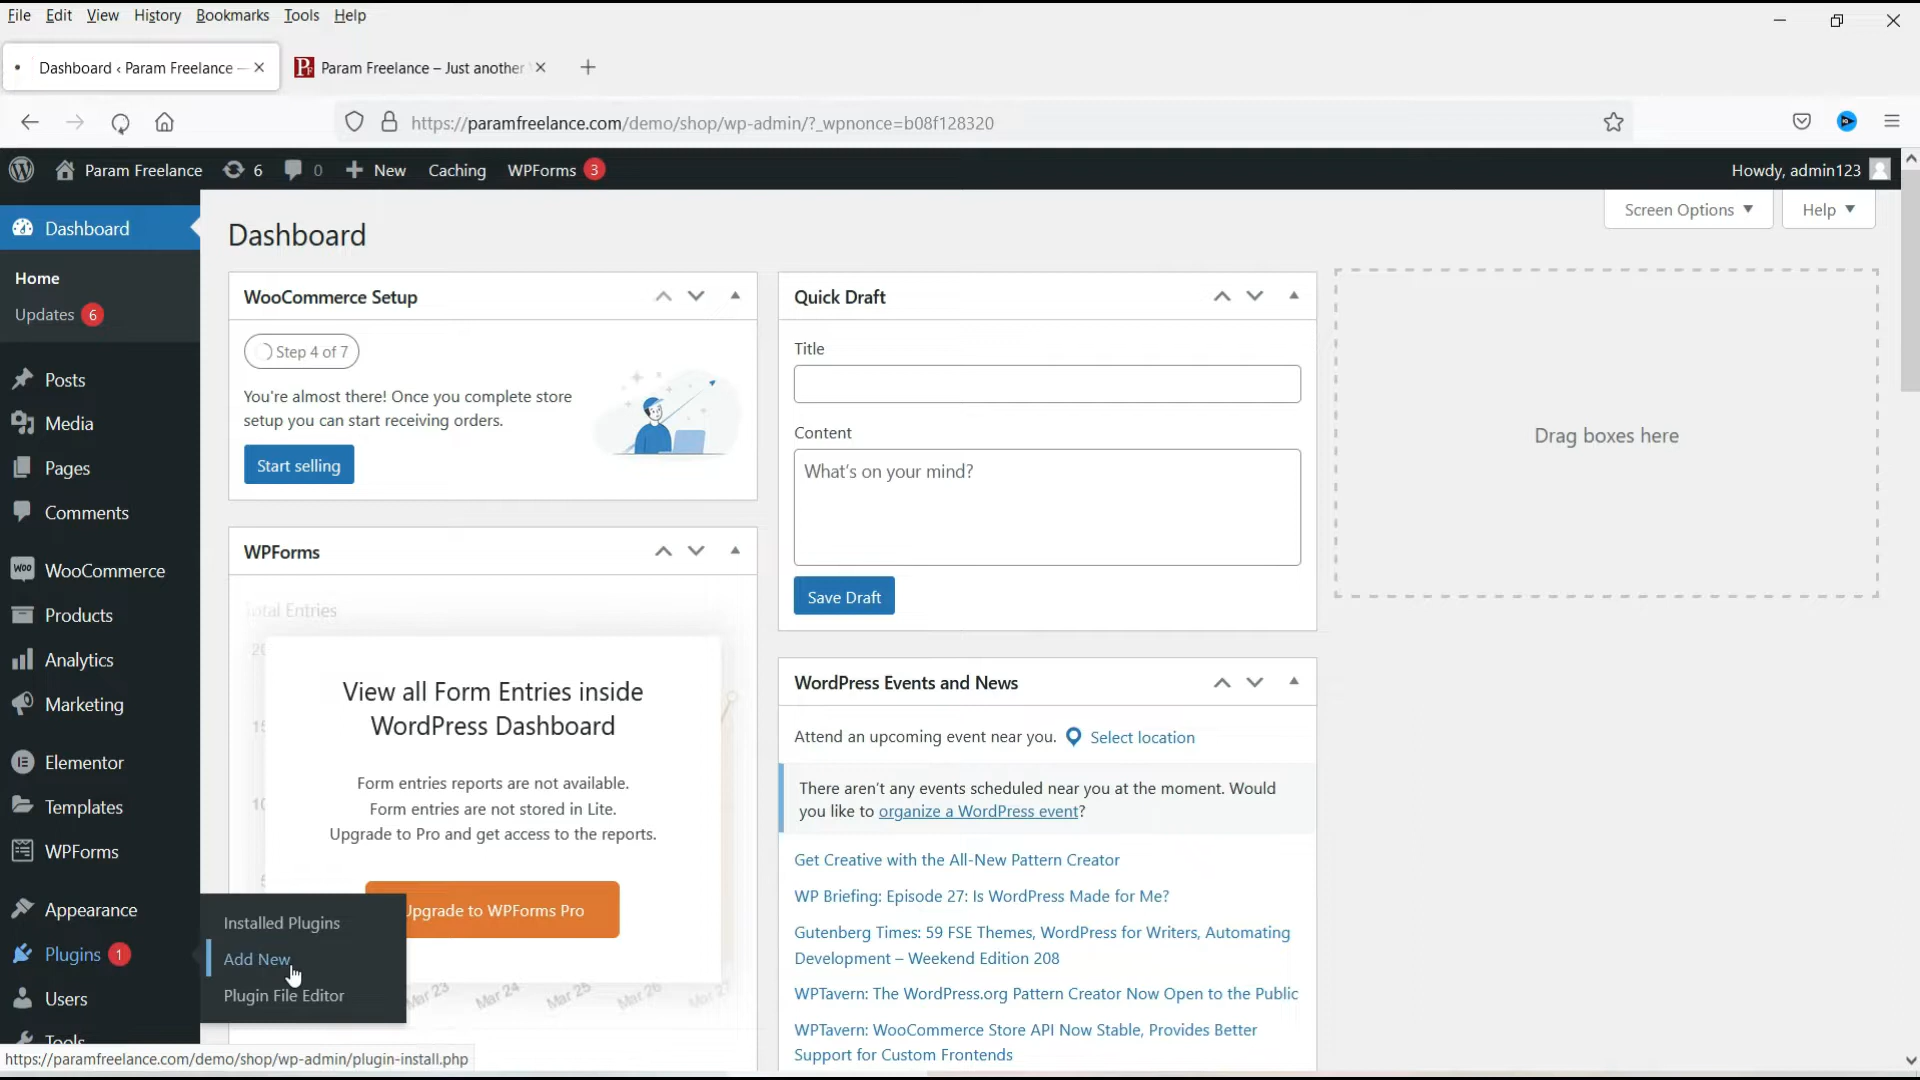 File Edit View History Bookmarks Tools Help
Dashboard ‹ Param Freelance —
Param Freelance – Just another
https://paramfreelance.com/demo/shop/wp-admin/?_wpnonce=b08f128320
Param Freelance 6 0 New Caching WPForms 3
Howdy, admin123
Dashboard
Home
Updates 6
Posts
Media
Pages
Comments
WooCommerce
Products
Analytics
Marketing
Elementor
Templates
WPForms
Appearance
Plugins 1
Users
Tools
Installed Plugins
Add New
Plugin File Editor
https://paramfreelance.com/demo/shop/wp-admin/plugin-install.php
Screen Options
Help
Dashboard
WooCommerce Setup
Step 4 of 7
You're almost there! Once you complete store
setup you can start receiving orders.
Start selling
WPForms
View all Form Entries inside
WordPress Dashboard
Form entries reports are not available.
Form entries are not stored in Lite.
Upgrade to Pro and get access to the reports.
Upgrade to WPForms Pro
Mar 23 Mar 24 Mar 25 Mar 26 Mar 27
Quick Draft
Title
Content
What's on your mind?
Save Draft
WordPress Events and News
Attend an upcoming event near you. Select location
There aren't any events scheduled near you at the moment. Would
you like to organize a WordPress event?
Get Creative with the All-New Pattern Creator
WP Briefing: Episode 27: Is WordPress Made for Me?
Gutenberg Times: 59 FSE Themes, WordPress for Writers, Automating
Development – Weekend Edition 208
WPTavern: The WordPress.org Pattern Creator Now Open to the Public
WPTavern: WooCommerce Store API Now Stable, Provides Better
Support for Custom Frontends
Drag boxes here